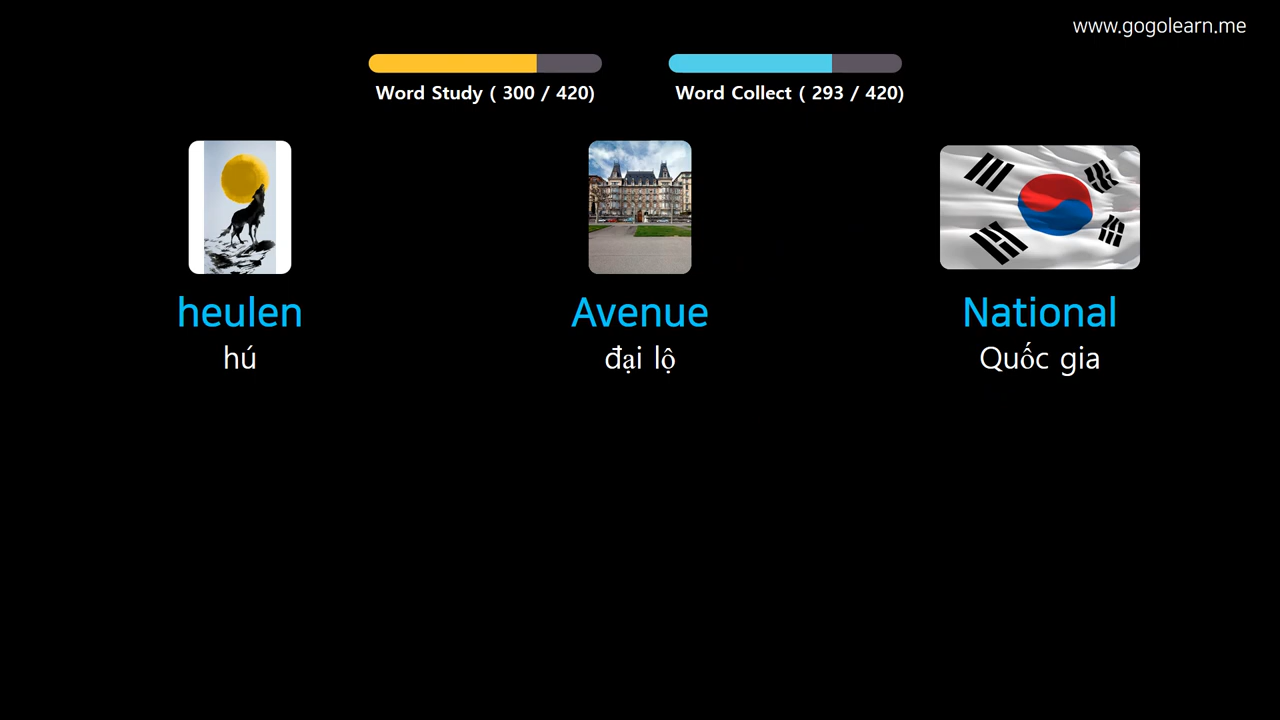 www.gogolearn.me
Word Study ( 300 / 420)
Word Collect ( 293 / 420)
heulen
hú
Avenue
đại lộ
National
Quốc gia